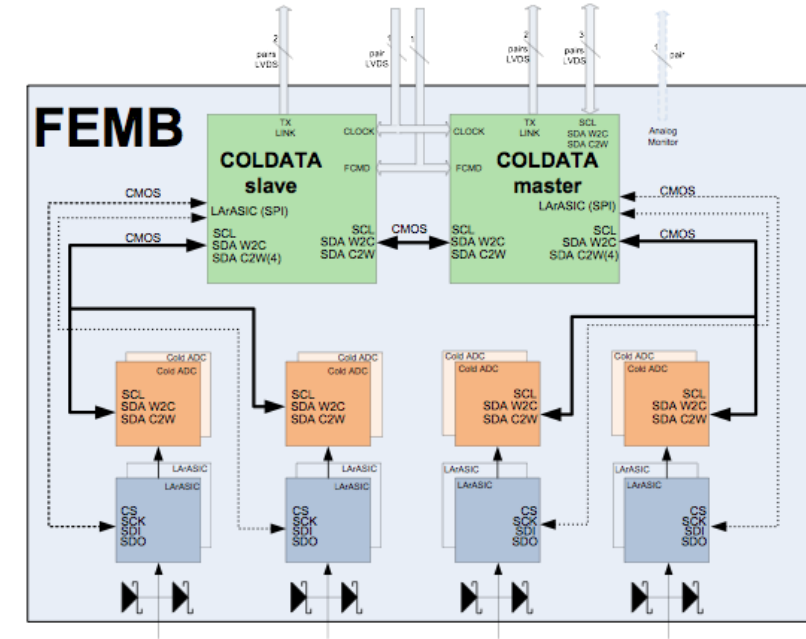 2
pairs
LVDS
1
pair
LVDS
1
2
pairs
LVDS
3
pairs
LVDS
1
pair
FEMB
TX
LINK
CLOCK
COLDATA
slave
FCMD
CMOS
LArASIC (SPI)
SCL
SDA W2C
SDA C2W(4)
CMOS
SCL
SDA W2C
SDA C2W
CMOS
TX
LINK
SCL
SDA W2C
SDA C2W
CLOCK
COLDATA
master
FCMD
LArASIC (SPI)
SCL
SDA W2C
SDA C2W
SCL
SDA W2C
SDA C2W(4)
Analog
Monitor
CMOS
CMOS
Cold ADC
Cold ADC
SCL
SDA W2C
SDA C2W
Cold ADC
Cold ADC
SCL
SDA W2C
SDA C2W
Cold ADC
Cold ADC
SCL
SDA W2C
SDA C2W
Cold ADC
Cold ADC
SCL
SDA W2C
SDA C2W
LArASIC
LArASIC
CS
SCK
SDI
SDO
LArASIC
LArASIC
CS
SCK
SDI
SDO
LArASIC
LArASIC
CS
SCK
SDI
SDO
LArASIC
LArASIC
CS
SCK
SDI
SDO